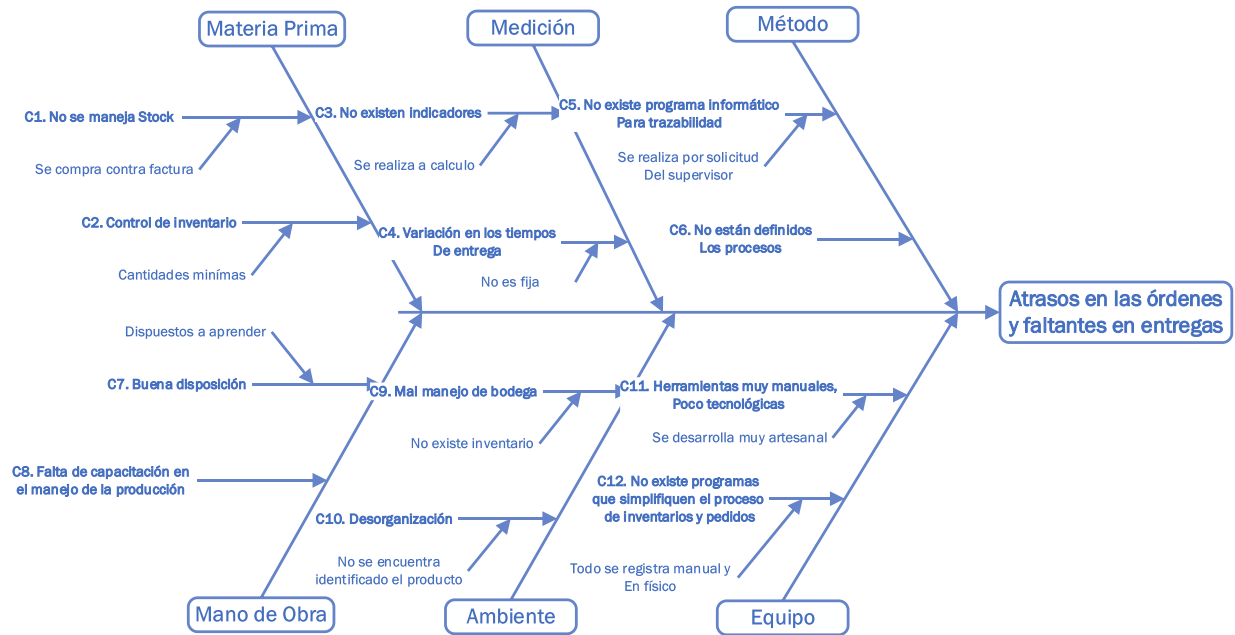 Materia Prima
Medición
Método
C1. No se maneja Stock
Se compra contra factura
C2. Control de inventario
Cantidades minímas
C3. No existen indicadores
Se realiza a calculo
C4. Variación en los tiempos
De entrega
No es fija
C5. No existe programa informático
Para trazabilidad
Se realiza por solicitud
Del supervisor
C6. No están definidos
Los procesos
Atrasos en las órdenes
y faltantes en entregas
Dispuestos a aprender
C7. Buena disposición
C8. Falta de capacitación en
el manejo de la producción
C9. Mal manejo de bodega
No existe inventario
C10. Desorganización
No se encuentra
identificado el producto
C11. Herramientas muy manuales,
Poco tecnológicas
Se desarrolla muy artesanal
C12. No existe programas
que simplifiquen el proceso
de inventarios y pedidos
Todo se registra manual y
En físico
Mano de Obra
Ambiente
Equipo